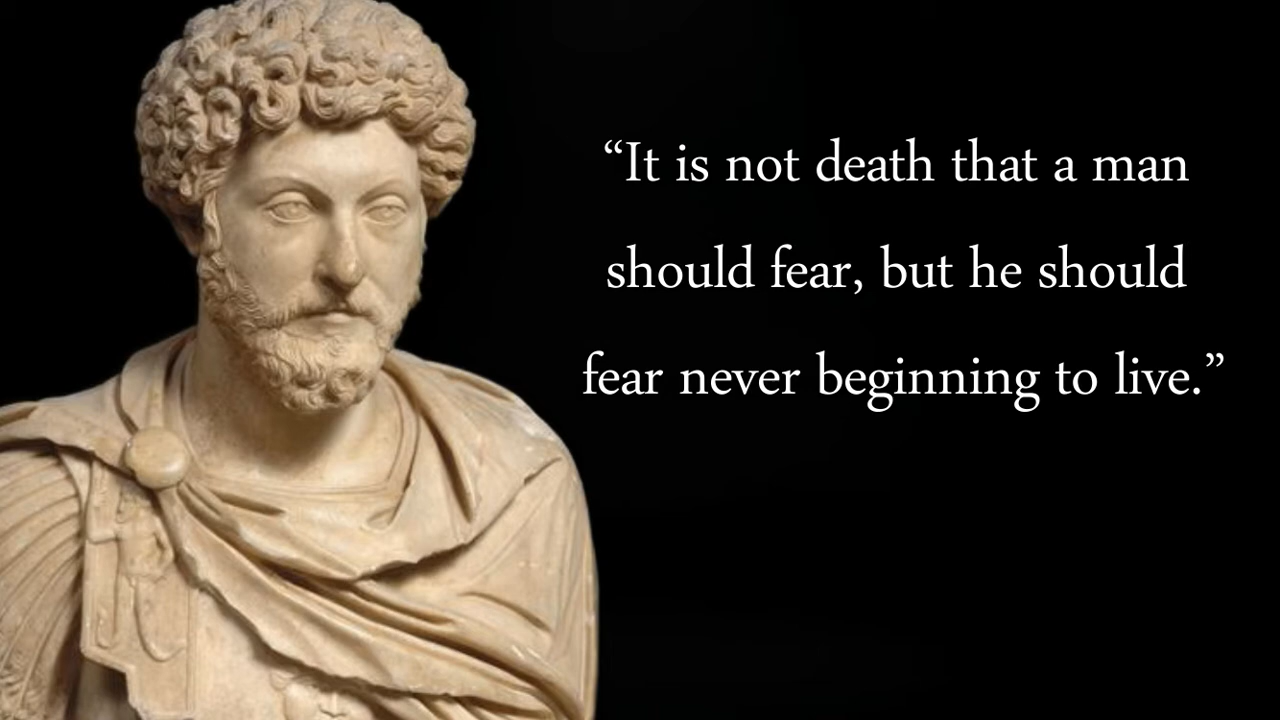 “It is not death that a man
should fear, but he should
fear never beginning to live.”